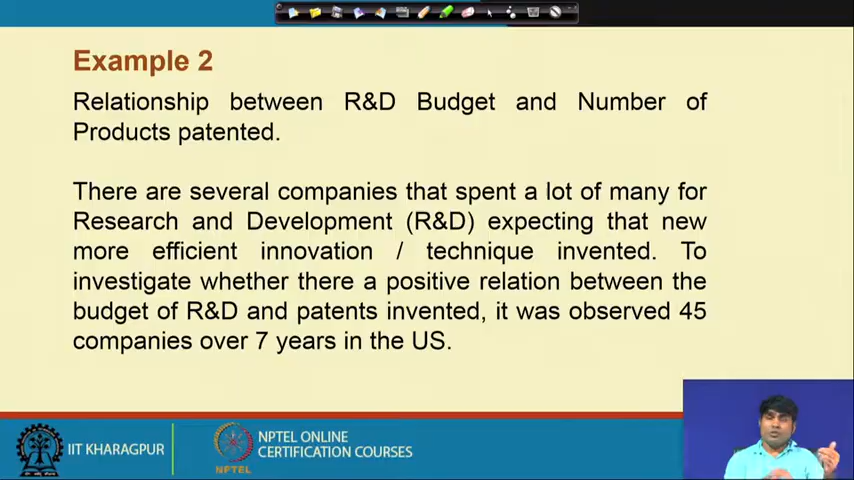 Example 2
Relationship between R&D Budget and Number of
Products patented.
There are several companies that spent a lot of many for
Research and Development (R&D) expecting that new
more efficient innovation / technique invented. To
investigate whether there a positive relation between the
budget of R&D and patents invented, it was observed 45
companies over 7 years in the US.
IIT KHARAGPUR
NPTEL
NPTEL ONLINE
CERTIFICATION COURSES